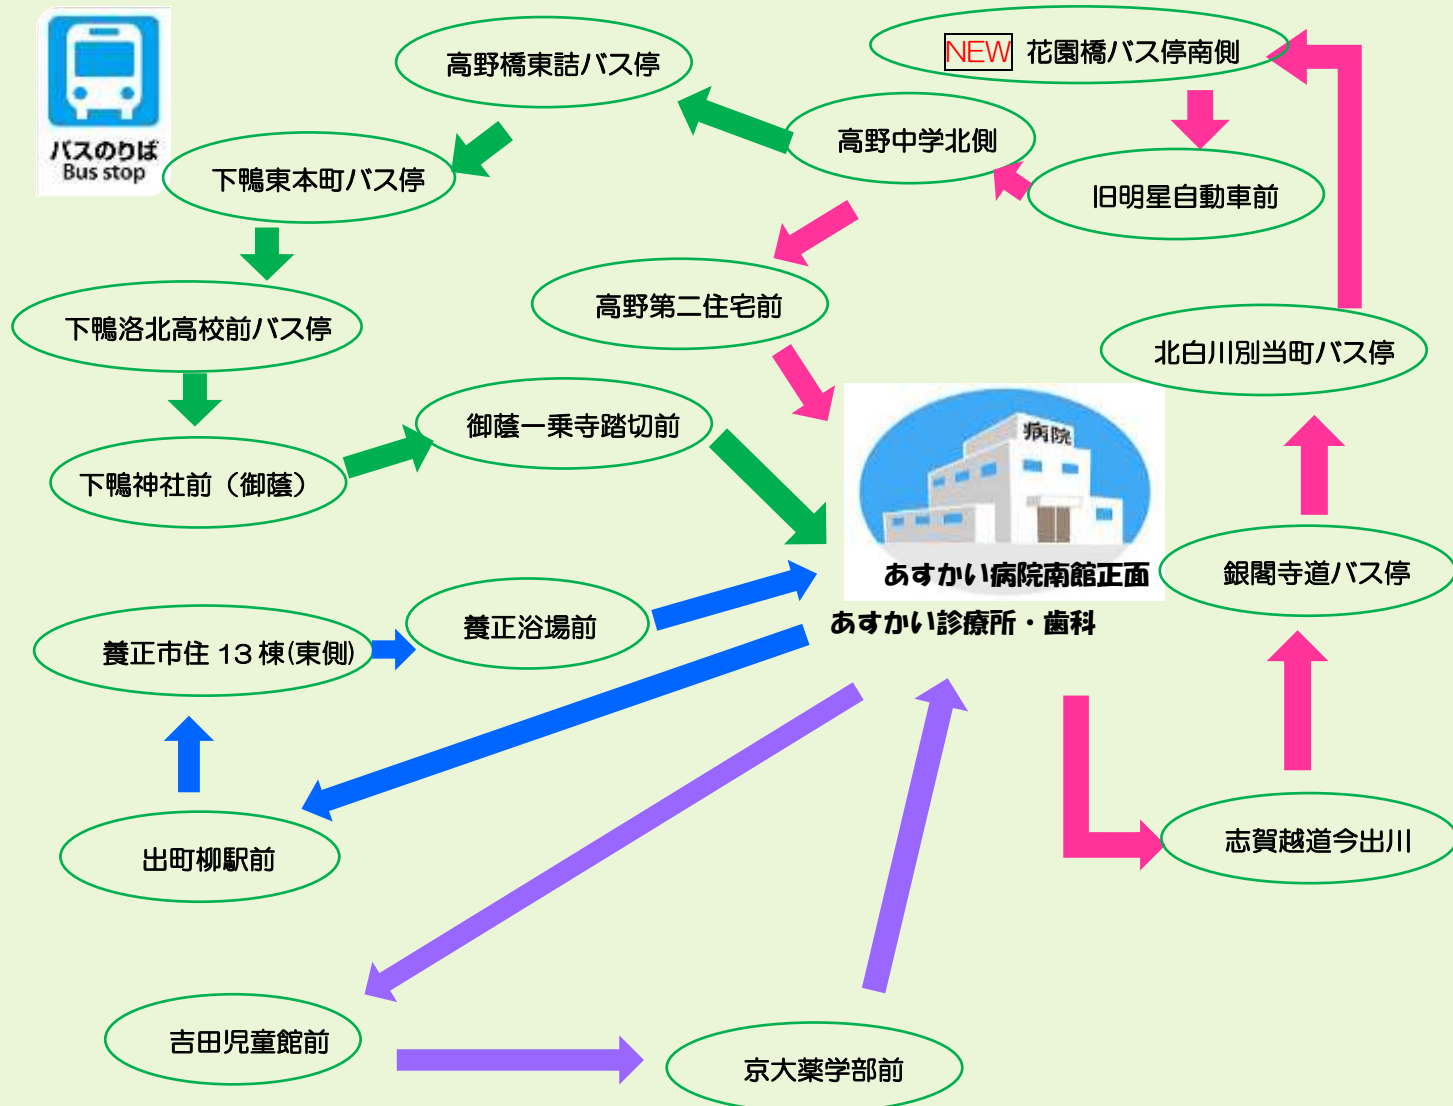 バスのりば
Bus stop
高野橋東詰バス停
NEW 花園橋バス停南側
高野中学北側
下鴨東本町バス停
旧明星自動車前
高野第二住宅前
下鴨洛北高校前バス停
北白川別当町バス停
御蔭一乗寺踏切前
病院
下鴨神社前（御蔭）
あすかい病院南館正面
銀閣寺道バス停
あすかい診療所・歯科
養正浴場前
養正市住 13 棟(東側)
出町柳駅前
志賀越道今出川
吉田児童館前
京大薬学部前